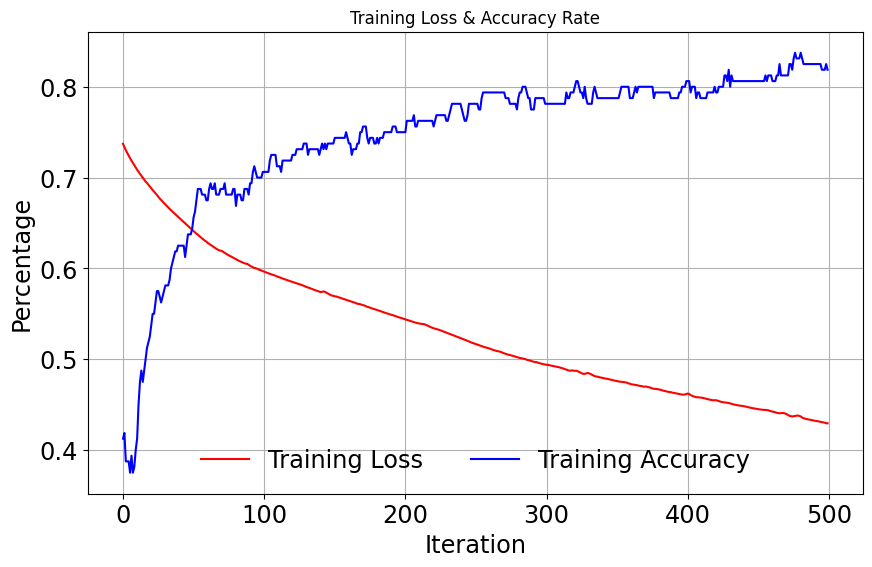 Training Loss & Accuracy Rate
0.8
0.7
0.6
0.5
0.4
Percentage
Training Loss
Training Accuracy
0 100 200 300 400 500
Iteration